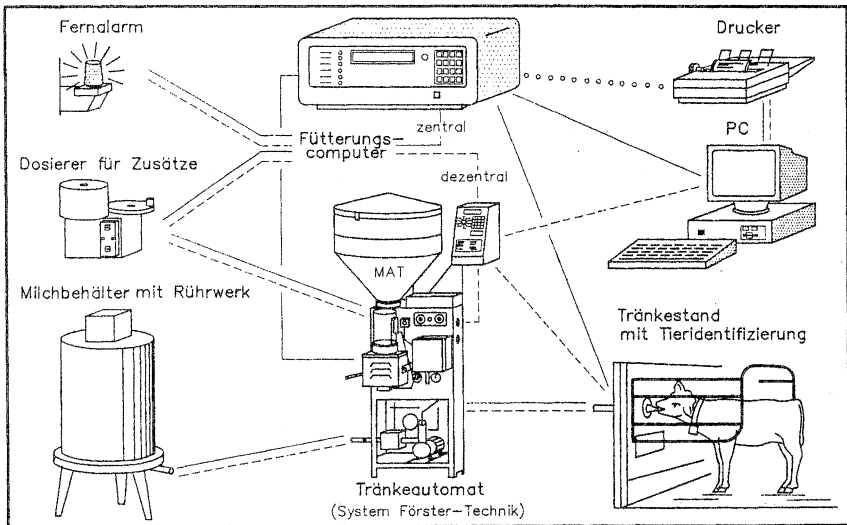 Fernalarm
Drucker
zentral
Fütterungs-
computer
PC
Dosierer für Zusätze
dezentral
MAT
Milchbehälter mit Rührwerk
Tränkestand
mit Tieridentifizierung
Tränkeautomat
(System Förster-Technik)